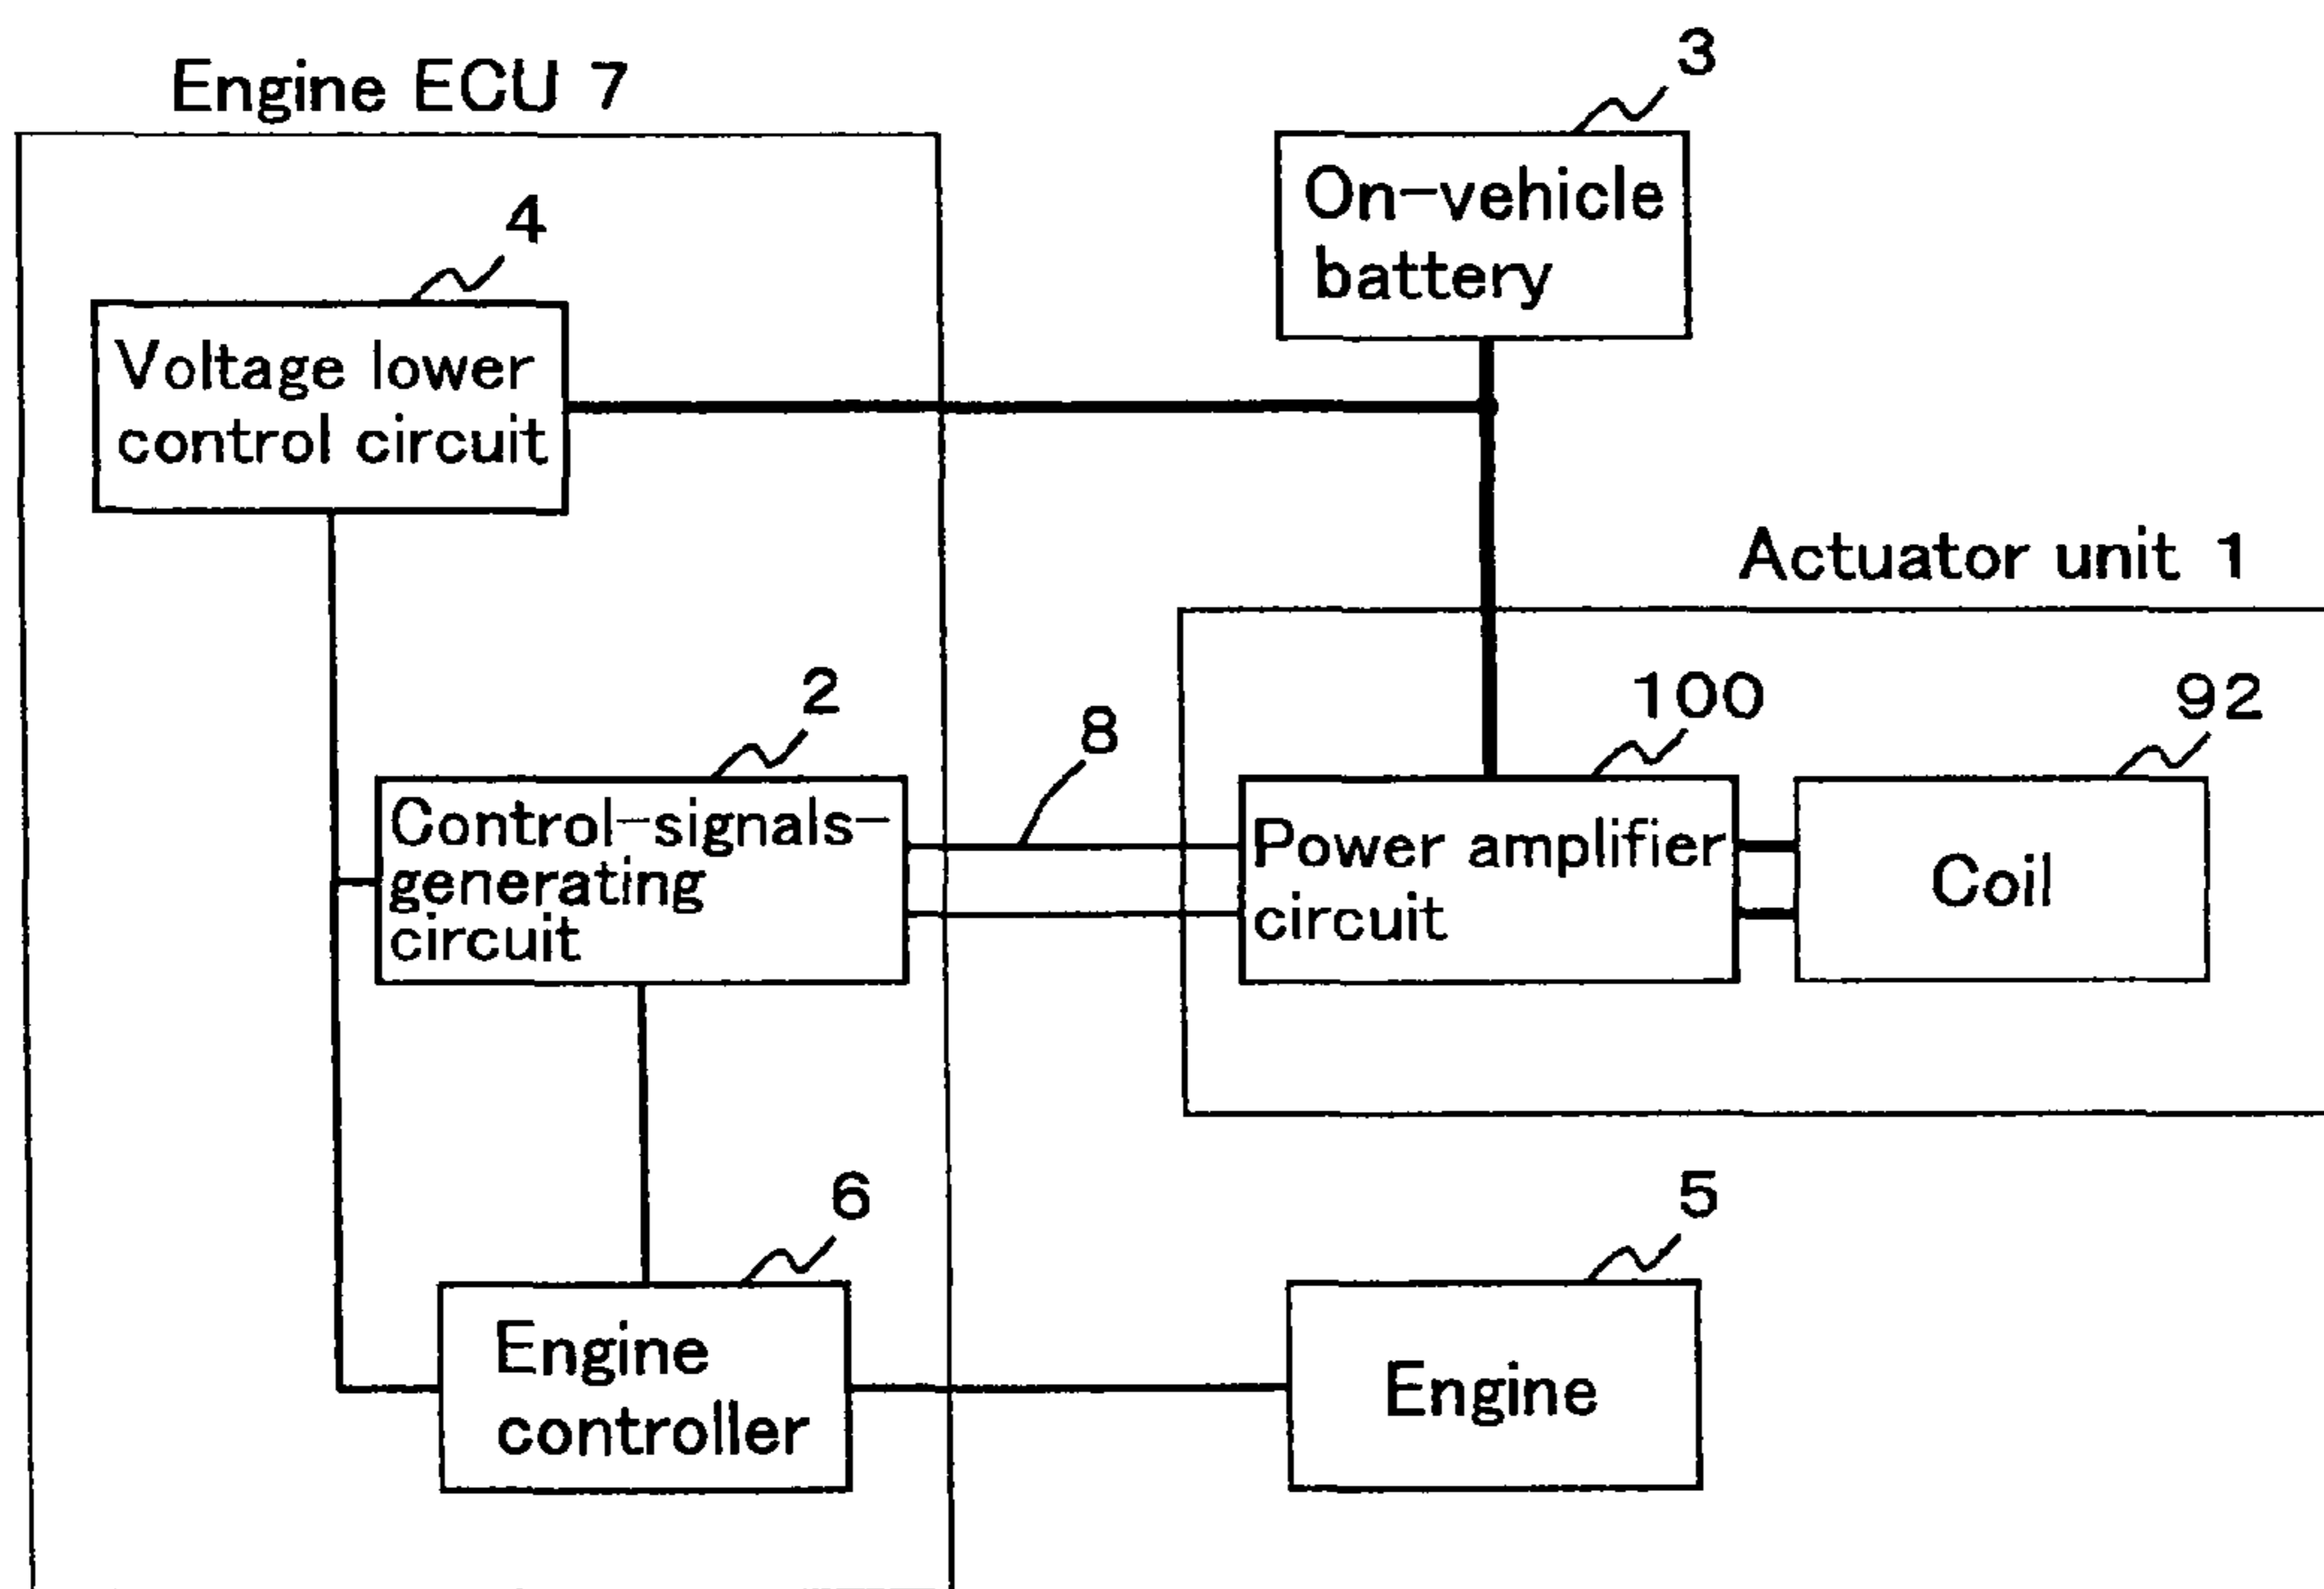 3
Engine ECU 7
On-vehicle
battery
4
Voltage lower
control circuit
Actuator unit 1
2
8
100
92
Control-signals-
generating
circuit
Power amplifier
circuit
Coil
6
5
Engine
controller
Engine